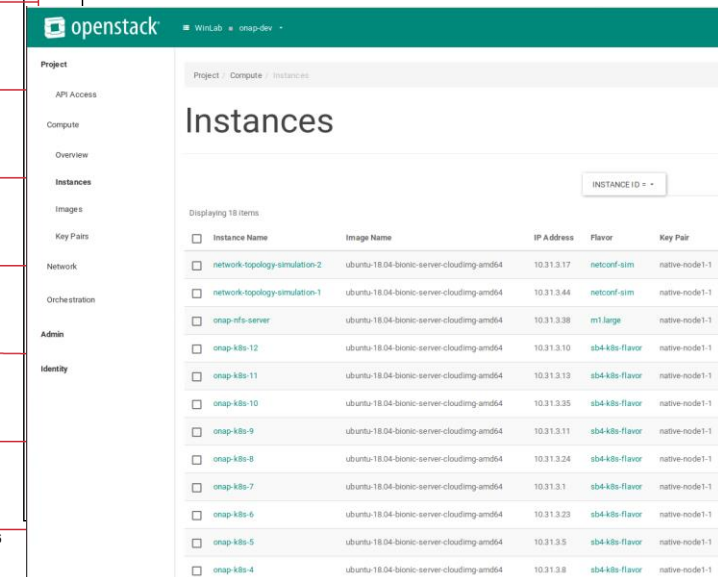 openstack
WinLab onap-dev
Project
API Access
Compute
Overview
Instances
Images
Key Pairs
Network
Orchestration
Admin
Identity
Project / Compute / Instances
Instances
INSTANCE ID =
Displaying 18 items
Instance Name Image Name IP Address Flavor Key Pair
network-topology-simulation-2 ubuntu-18.04-bionic-server-cloudimg-amd64 10.31.3.17 netconf-sim native-node1-1
network-topology-simulation-1 ubuntu-18.04-bionic-server-cloudimg-amd64 10.31.3.44 netconf-sim native-node1-1
onap-nfs-server ubuntu-18.04-bionic-server-cloudimg-amd64 10.31.3.38 m1.large native-node1-1
onap-k8s-12 ubuntu-18.04-bionic-server-cloudimg-amd64 10.31.3.10 sb4-k8s-flavor native-node1-1
onap-k8s-11 ubuntu-18.04-bionic-server-cloudimg-amd64 10.31.3.13 sb4-k8s-flavor native-node1-1
onap-k8s-10 ubuntu-18.04-bionic-server-cloudimg-amd64 10.31.3.35 sb4-k8s-flavor native-node1-1
onap-k8s-9 ubuntu-18.04-bionic-server-cloudimg-amd64 10.31.3.11 sb4-k8s-flavor native-node1-1
onap-k8s-8 ubuntu-18.04-bionic-server-cloudimg-amd64 10.31.3.24 sb4-k8s-flavor native-node1-1
onap-k8s-7 ubuntu-18.04-bionic-server-cloudimg-amd64 10.31.3.1 sb4-k8s-flavor native-node1-1
onap-k8s-6 ubuntu-18.04-bionic-server-cloudimg-amd64 10.31.3.23 sb4-k8s-flavor native-node1-1
onap-k8s-5 ubuntu-18.04-bionic-server-cloudimg-amd64 10.31.3.5 sb4-k8s-flavor native-node1-1
onap-k8s-4 ubuntu-18.04-bionic-server-cloudimg-amd64 10.31.3.8 sb4-k8s-flavor native-node1-1